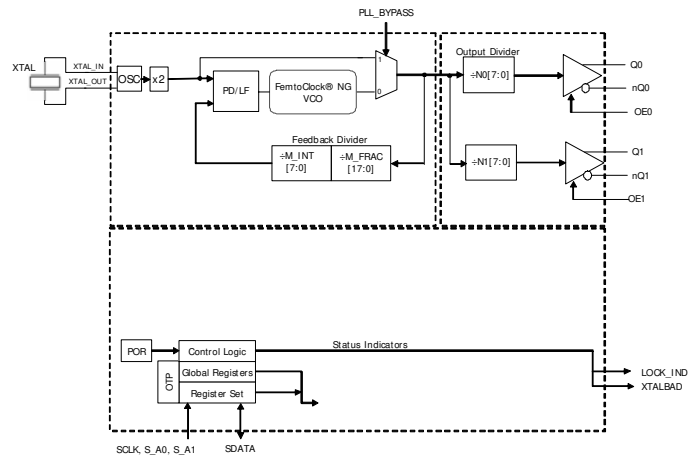 PLL_BYPASS
XTAL
XTAL_IN
XTAL_OUT
OSC
x2
PD/LF
FemtoClock® NG
VCO
1
0
Output Divider
÷N0[7:0]
Q0
nQ0
OE0
Feedback Divider
÷M_INT
[7:0]
÷M_FRAC
[17:0]
÷N1[7:0]
Q1
nQ1
OE1
POR
Control Logic
Status Indicators
OTP
Global Registers
Register Set
LOCK_IND
XTALBAD
SCLK, S_A0, S_A1
SDATA